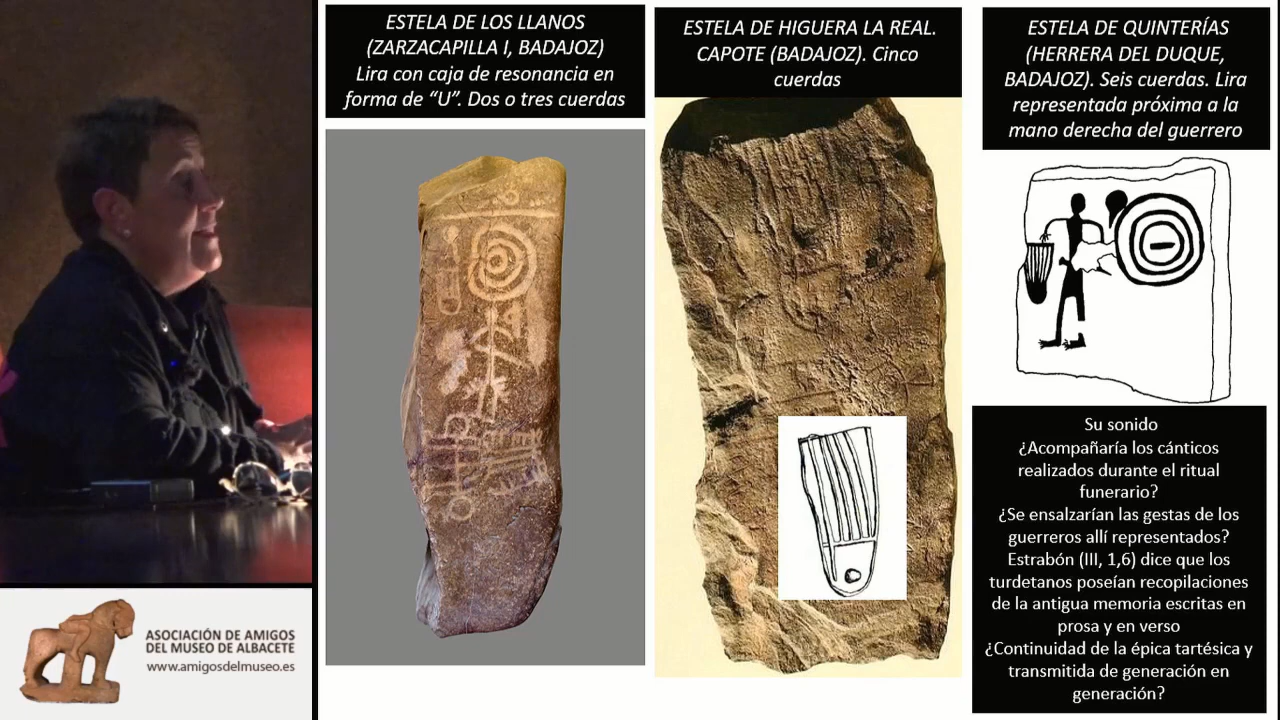 ESTELA DE LOS LLANOS
(ZARZACAPILLA I, BADAJOZ)
Lira con caja de resonancia en
forma de “U”. Dos o tres cuerdas
ESTELA DE HIGUERA LA REAL.
CAPOTE (BADAJOZ). Cinco
cuerdas
ESTELA DE QUINTERÍAS
(HERRERA DEL DUQUE,
BADAJOZ). Seis cuerdas. Lira
representada próxima a la
mano derecha del guerrero
Su sonido
¿Acompañaría los cánticos
realizados durante el ritual
funerario?
¿Se ensalzarían las gestas de los
guerreros allí representados?
Estrabón (III, 1,6) dice que los
turdetanos poseían recopilaciones
de la antigua memoria escritas en
prosa y en verso
¿Continuidad de la épica tartésica y
transmitida de generación en
generación?
ASOCIACIÓN DE AMIGOS
DEL MUSEO DE ALBACETE
www.amigosdelmuseo.es